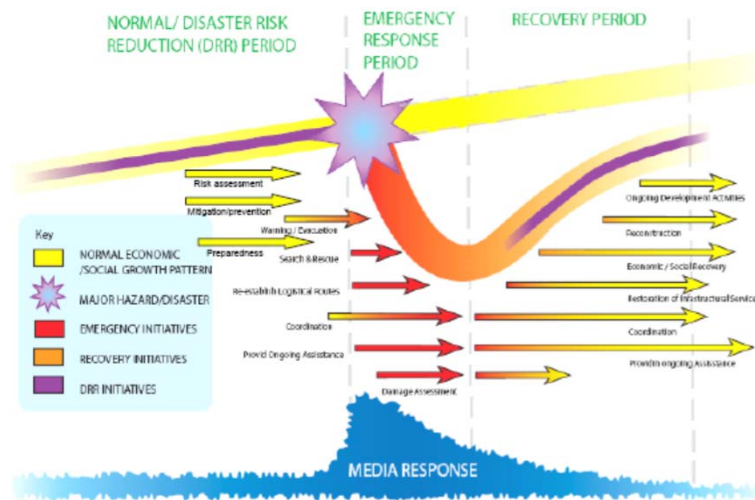 NORMAL/ DISASTER RISK
REDUCTION (DRR) PERIOD
EMERGENCY
RESPONSE
PERIOD
RECOVERY PERIOD
Risk assessment
Mitigation/prevention
Warning / Evacuation
Preparedness
Search & Rescue
Re-establish Logistical Routes
Coordination
Provid Ongoing Assistance
Damage Assessment
Ongoing Development Activities
Reconstruction
Economic / Social Recovery
Restoration of Infrastructural Service
Coordination
Providin ongoing Assistance
Key
NORMAL ECONOMIC
/SOCIAL GROWTH PATTERN
MAJOR HAZARD/DISASTER
EMERGENCY INITIATIVES
RECOVERY INITIATIVES
DRR INITIATIVES
MEDIA RESPONSE